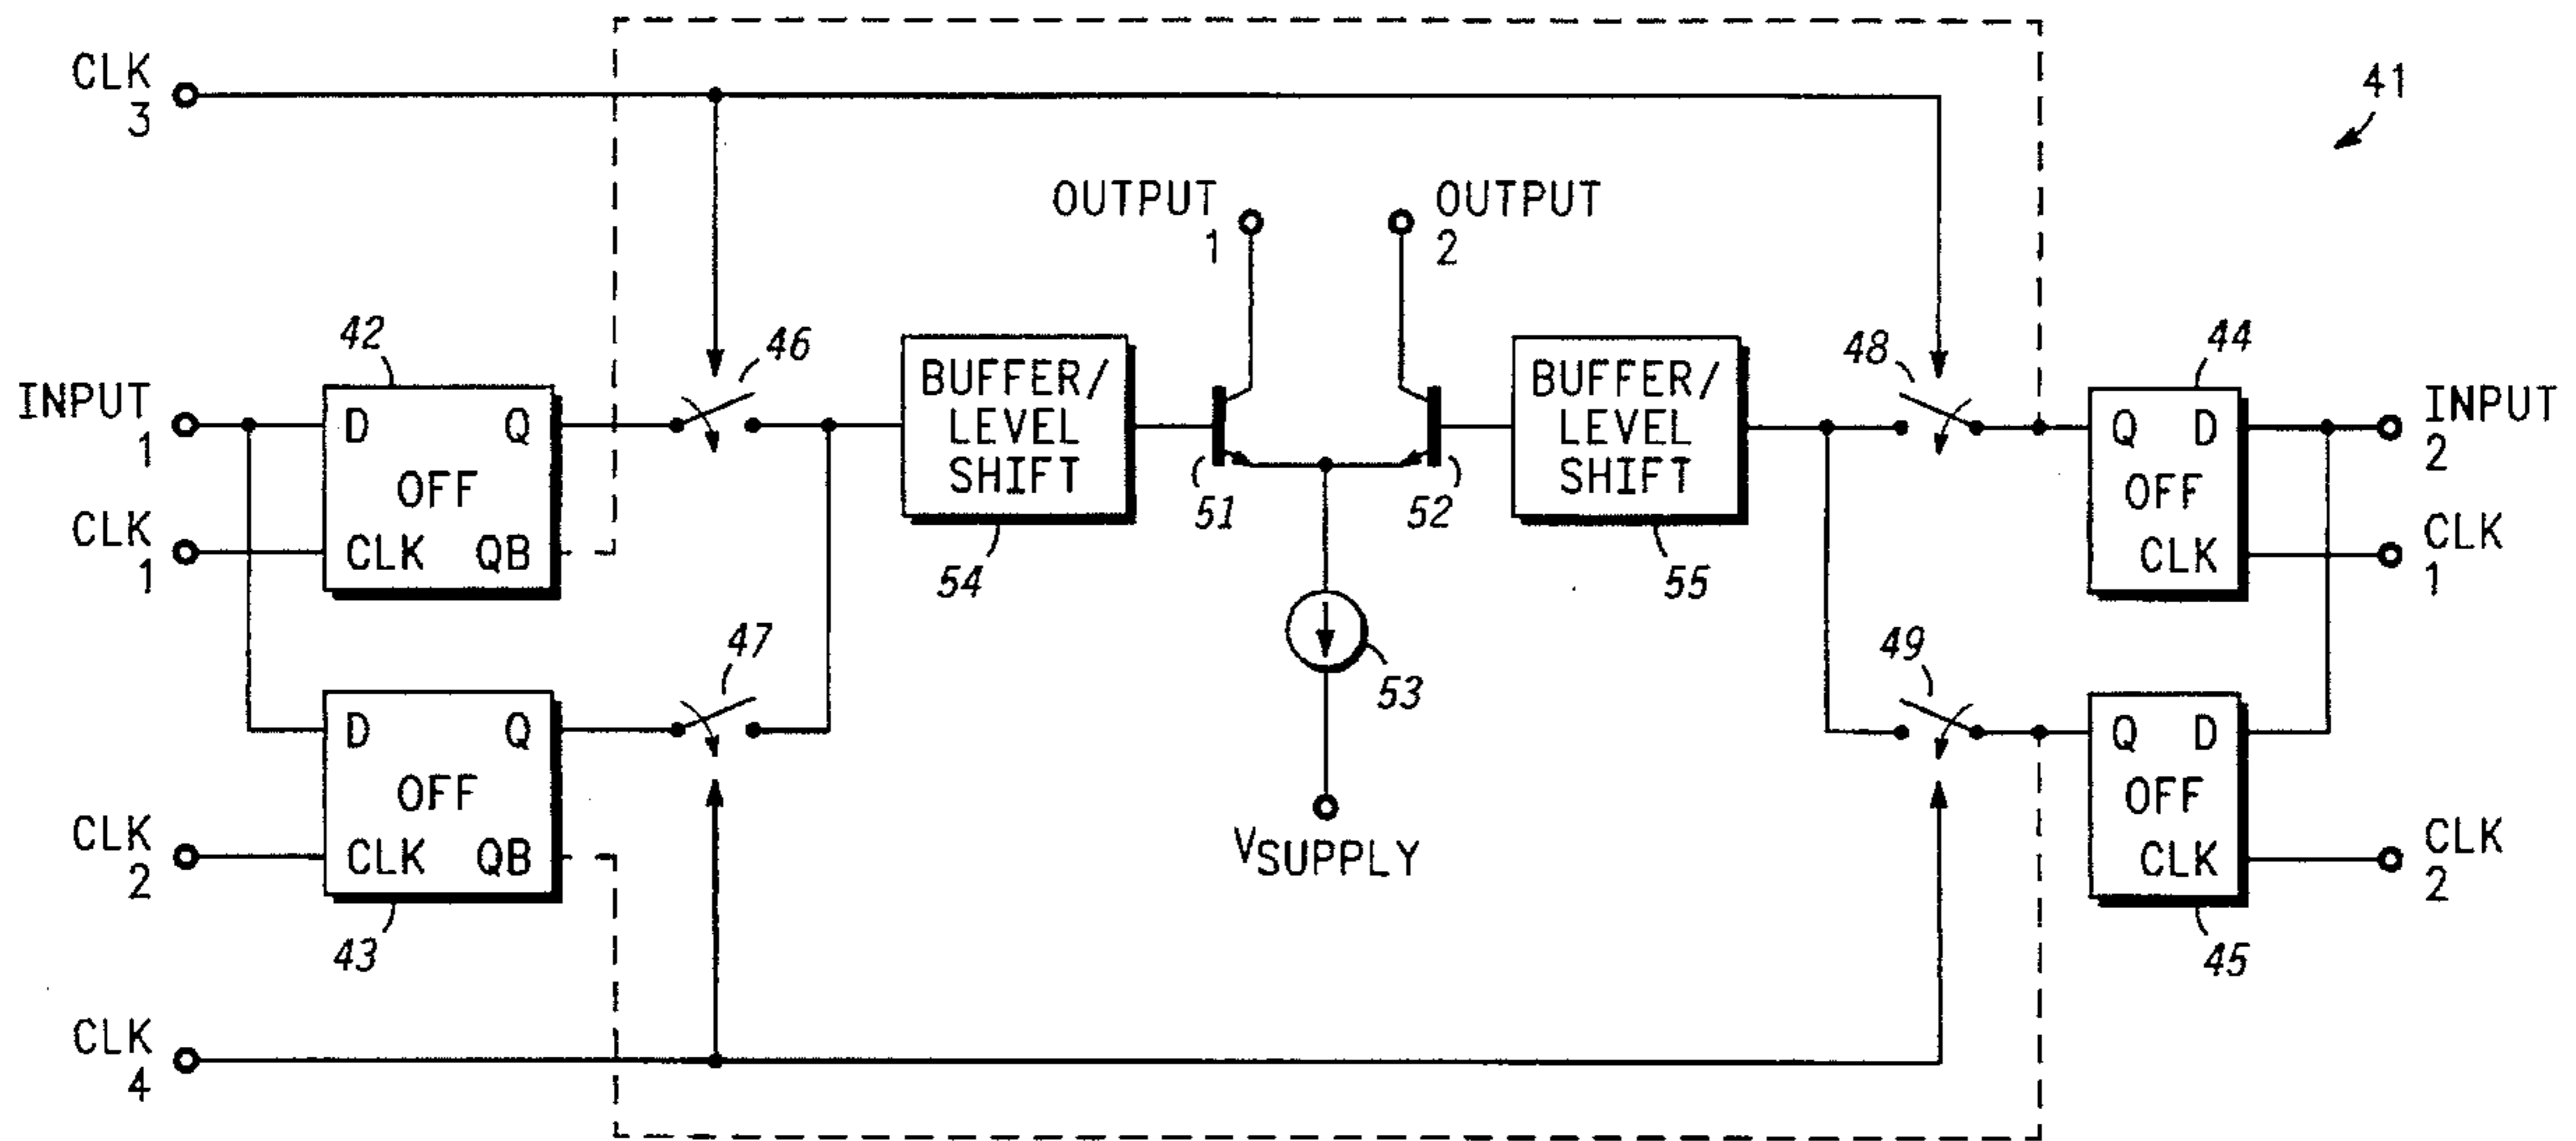 CLK
3
41
OUTPUT
1
OUTPUT
2
42
46
BUFFER/
LEVEL
SHIFT
54
51
52
BUFFER/
LEVEL
SHIFT
55
48
44
INPUT
1
D Q
OFF
CLK QB
CLK
1
Q D
OFF
CLK
INPUT
2
CLK
1
53
VSUPPLY
47
D Q
OFF
CLK QB
43
CLK
2
49
Q D
OFF
CLK
45
CLK
2
CLK
4